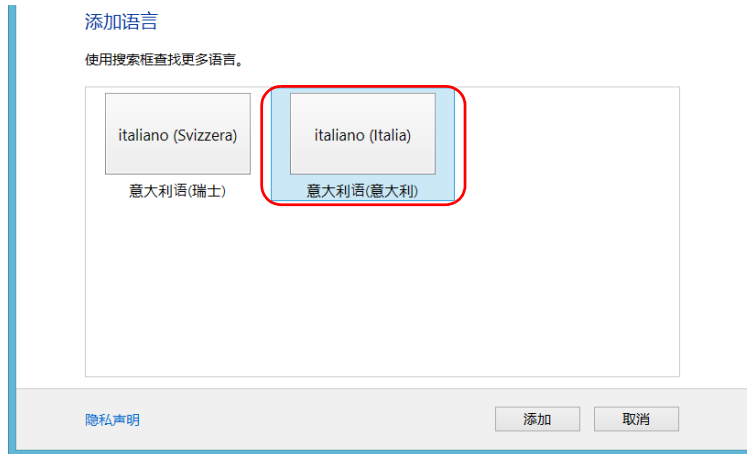 添加语言
使用搜索框查找更多语言。
italiano (Svizzera)
italiano (Italia)
意大利语(瑞士)
意大利语(意大利)
隐私声明
添加
取消